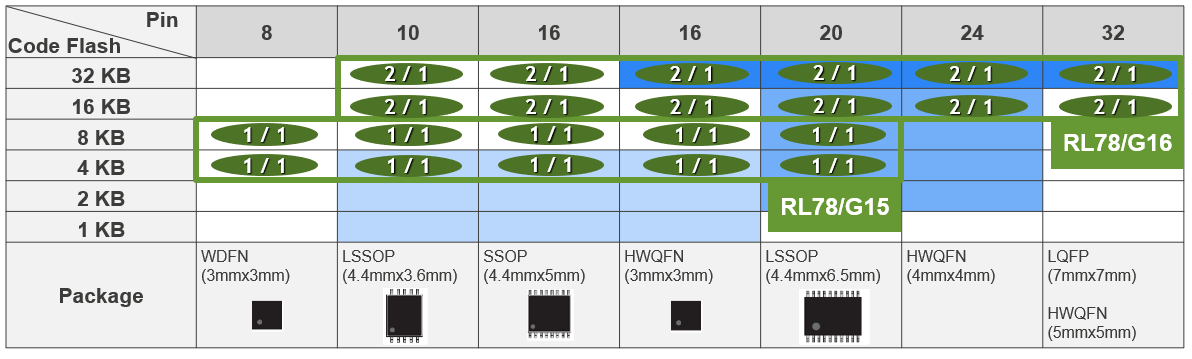 Pin
Code Flash
8 10 16 16 20 24 32
32 KB 2 / 1 2 / 1 2 / 1 2 / 1 2 / 1 2 / 1
16 KB 2 / 1 2 / 1 2 / 1 2 / 1 2 / 1 2 / 1
8 KB 1 / 1 1 / 1 1 / 1 1 / 1 1 / 1
RL78/G16
4 KB 1 / 1 1 / 1 1 / 1 1 / 1 1 / 1
2 KB
RL78/G15
1 KB
Package
WDFN
(3mmx3mm)
LSSOP
(4.4mmx3.6mm)
SSOP
(4.4mmx5mm)
HWQFN
(3mmx3mm)
LSSOP
(4.4mmx6.5mm)
HWQFN
(4mmx4mm)
LQFP
(7mmx7mm)
HWQFN
(5mmx5mm)